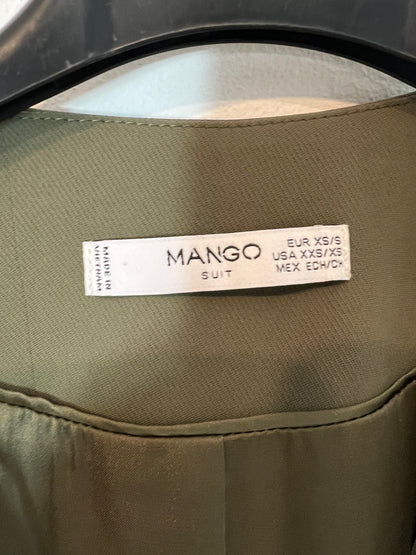 MADE IN
VIETNAM
MANGO
SUIT
EUR XS/S
USA XXS/XS
MEX ECH/CH